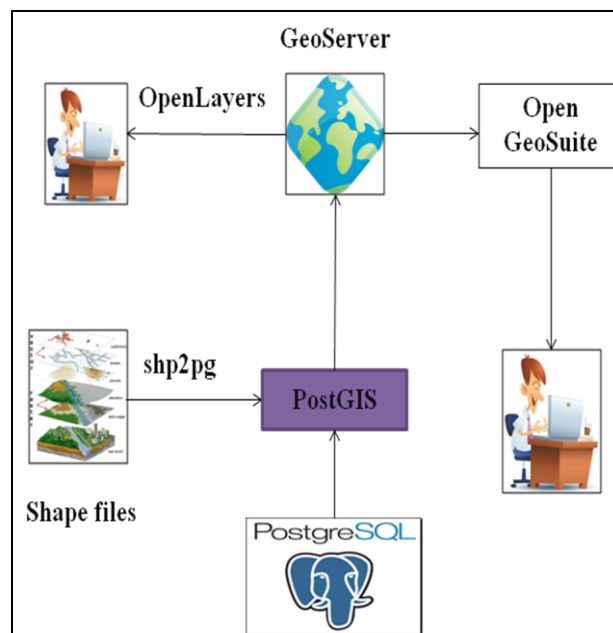 GeoServer
OpenLayers
Open
GeoSuite
shp2pg
PostGIS
Shape files
PostgreSQL